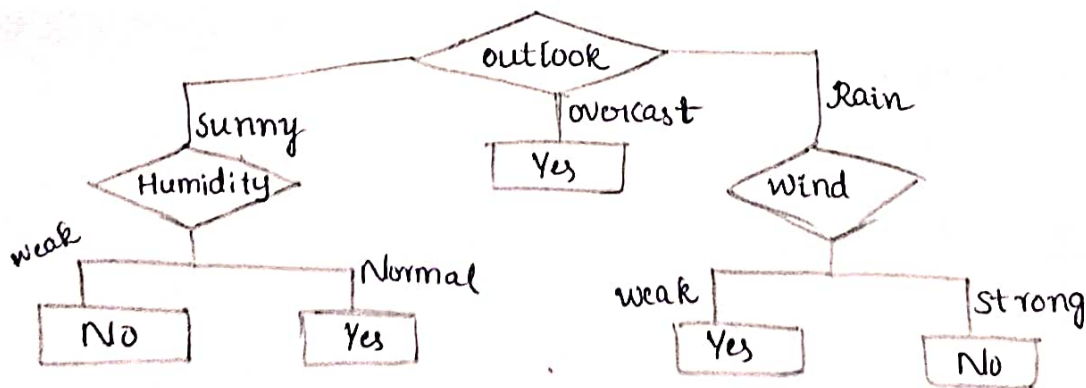 outlook
Sunny
overcast
Rain
Humidity
Yes
Wind
weak
Normal
weak
Strong
No
Yes
Yes
No